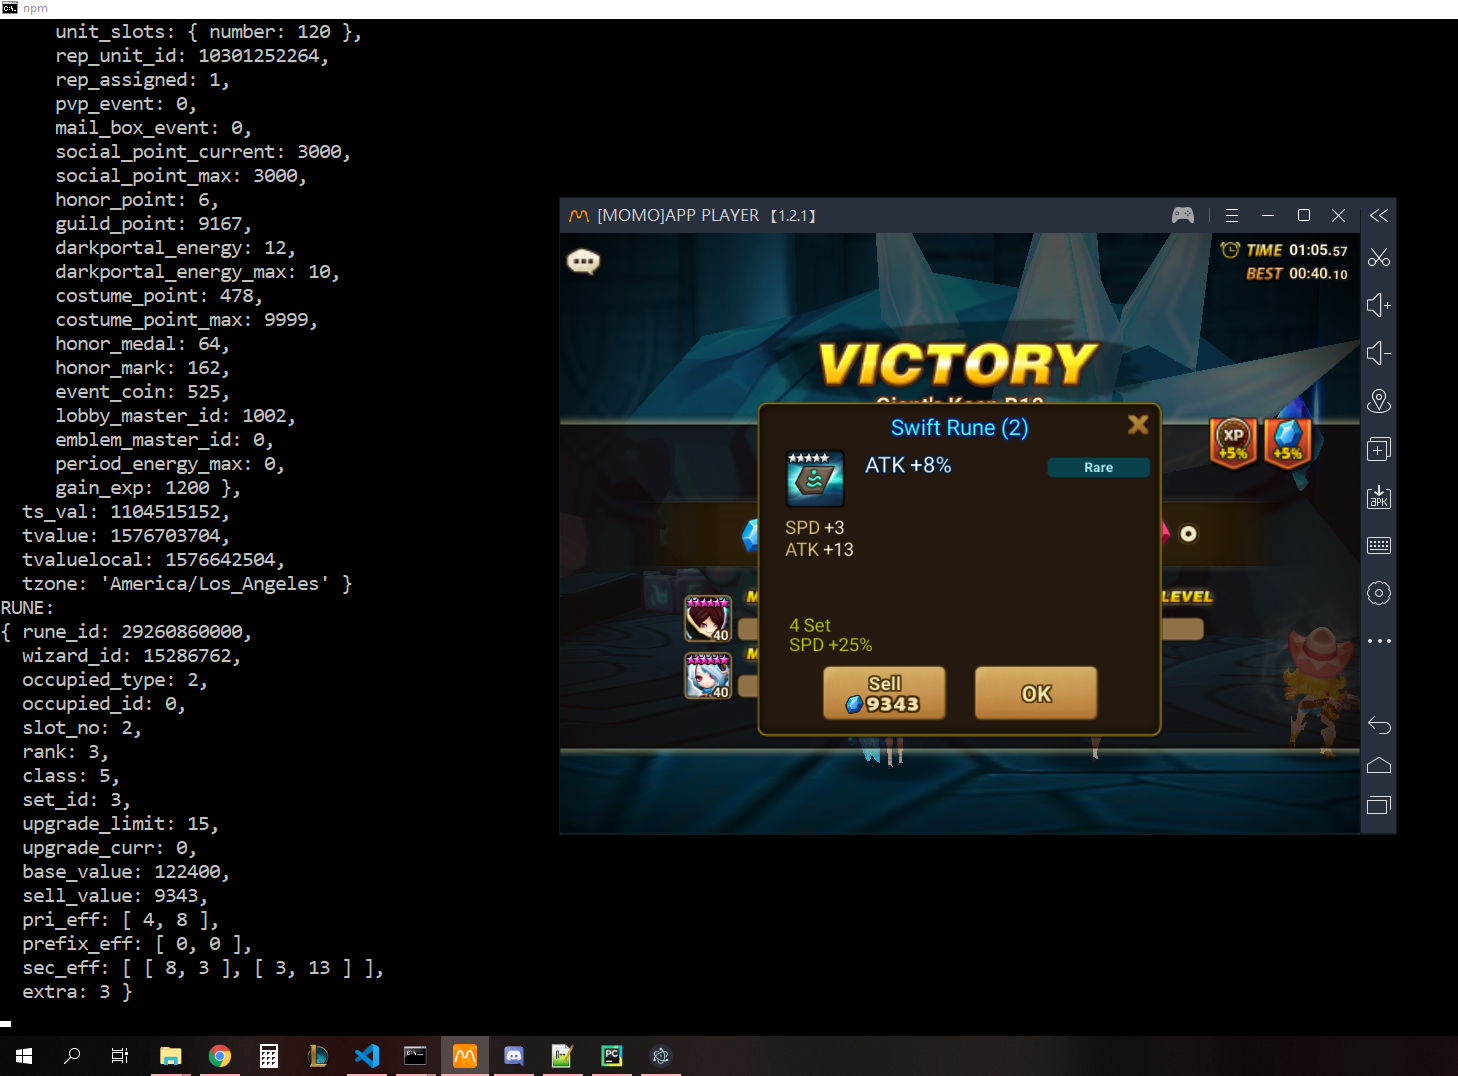 npm
unit_slots: { number: 120 },
rep_unit_id: 10301252264,
rep_assigned: 1,
pvp_event: 0,
mail_box_event: 0,
social_point_current: 3000,
social_point_max: 3000,
honor_point: 6,
guild_point: 9167,
darkportal_energy: 12,
darkportal_energy_max: 10,
costume_point: 478,
costume_point_max: 9999,
honor_medal: 64,
honor_mark: 162,
event_coin: 525,
lobby_master_id: 1002,
emblem_master_id: 0,
period_energy_max: 0,
gain_exp: 1200 },
ts_val: 1104515152,
tvalue: 1576703704,
tvaluelocal: 1576642504,
tzone: 'America/Los_Angeles' }
RUNE:
{ rune_id: 29260860000,
wizard_id: 15286762,
occupied_type: 2,
occupied_id: 0,
slot_no: 2,
rank: 3,
class: 5,
set_id: 3,
upgrade_limit: 15,
upgrade_curr: 0,
base_value: 122400,
sell_value: 9343,
pri_eff: [ 4, 8 ],
prefix_eff: [ 0, 0 ],
sec_eff: [ [ 8, 3 ], [ 3, 13 ] ],
extra: 3 }
[MOMO]APP PLAYER 【1.2.1】
TIME 01:05.57
BEST 00:40.10
VICTORY
XP
+5%
+5%
Swift Rune (2)
ATK +8%
Rare
SPD +3
ATK +13
LEVEL
40
40
4 Set
SPD +25%
Sell
9343
OK
APK
PC